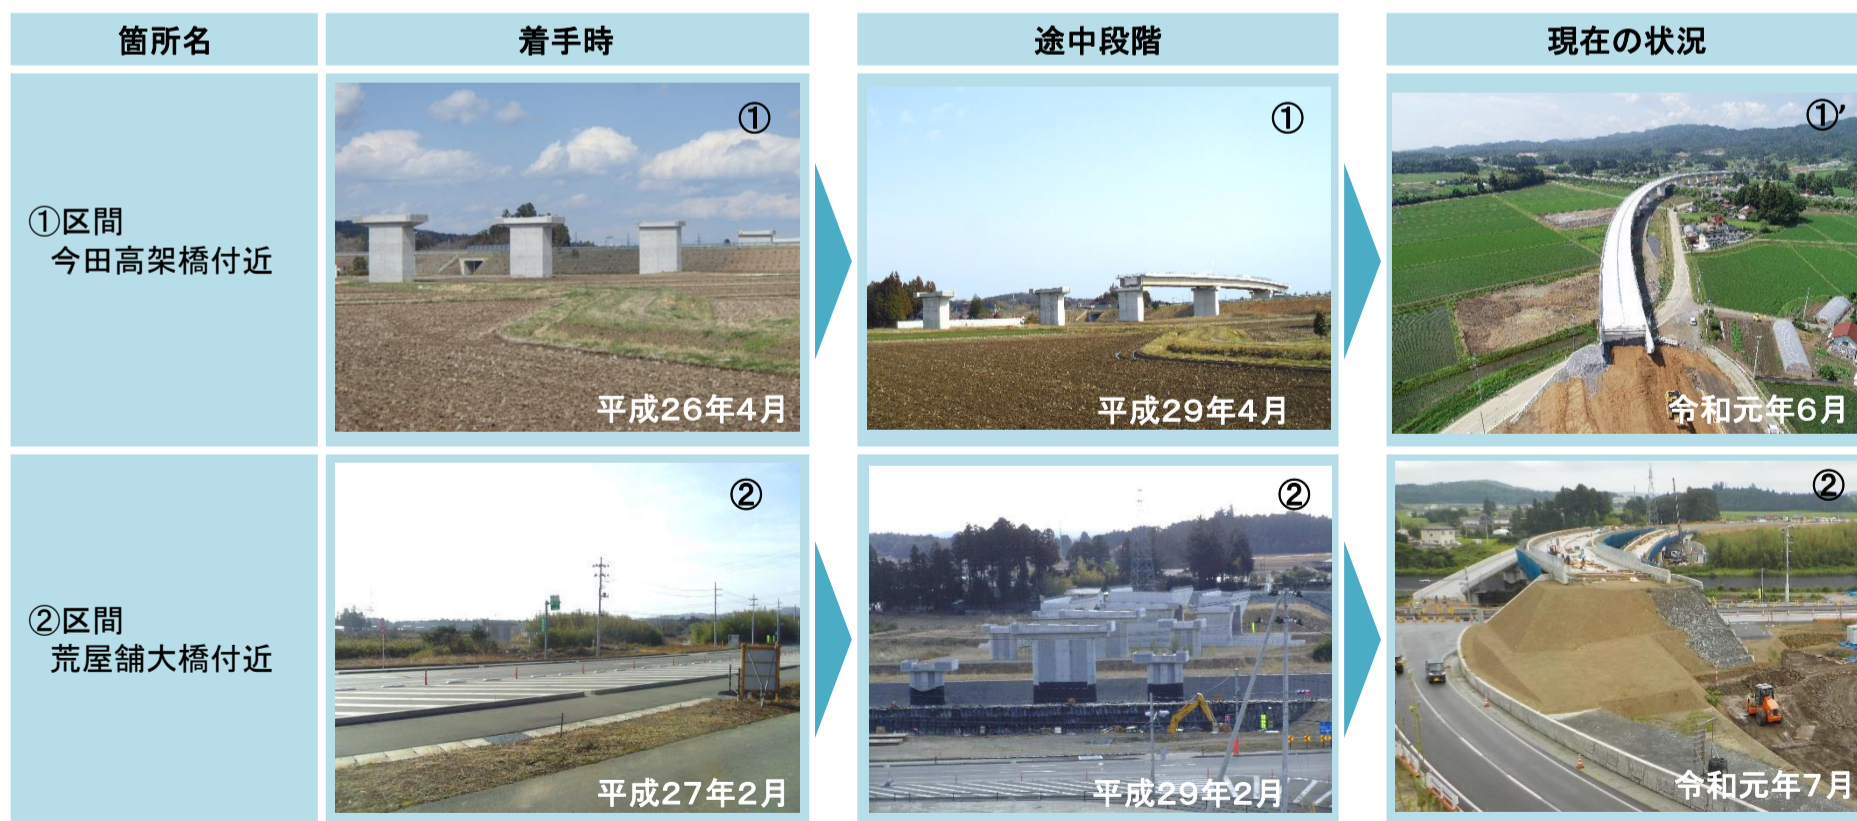 箇所名
着手時
途中段階
現在の状況
①区間
今田高架橋付近
①
平成26年4月
①
平成29年4月
①’
令和元年6月
②区間
荒屋舗大橋付近
②
平成27年2月
②
平成29年2月
②
令和元年7月